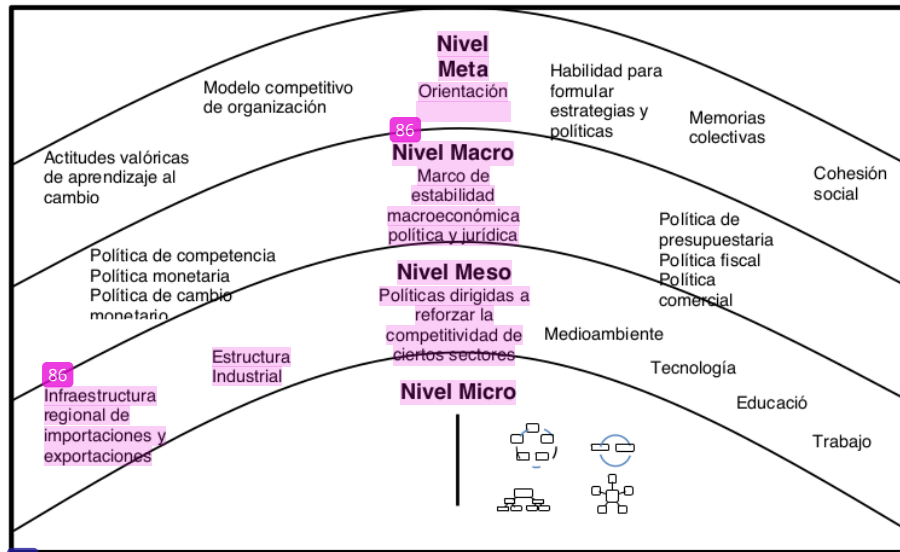 Nivel
Meta
Orientación
Modelo competitivo
de organización
Habilidad para
formular
estrategias y
políticas
Memorias
colectivas
Actitudes valóricas
de aprendizaje al
cambio
Cohesión
social
86
Nivel Macro
Marco de
estabilidad
macroeconómica
política y jurídica
Política de competencia
Política monetaria
Política de cambio
monetario
Política de
presupuestaria
Política fiscal
Política
comercial
Nivel Meso
Políticas dirigidas a
reforzar la
competitividad de
ciertos sectores
86
Infraestructura
regional de
importaciones y
exportaciones
Estructura
Industrial
Medioambiente
Tecnología
Educació
Trabajo
Nivel Micro